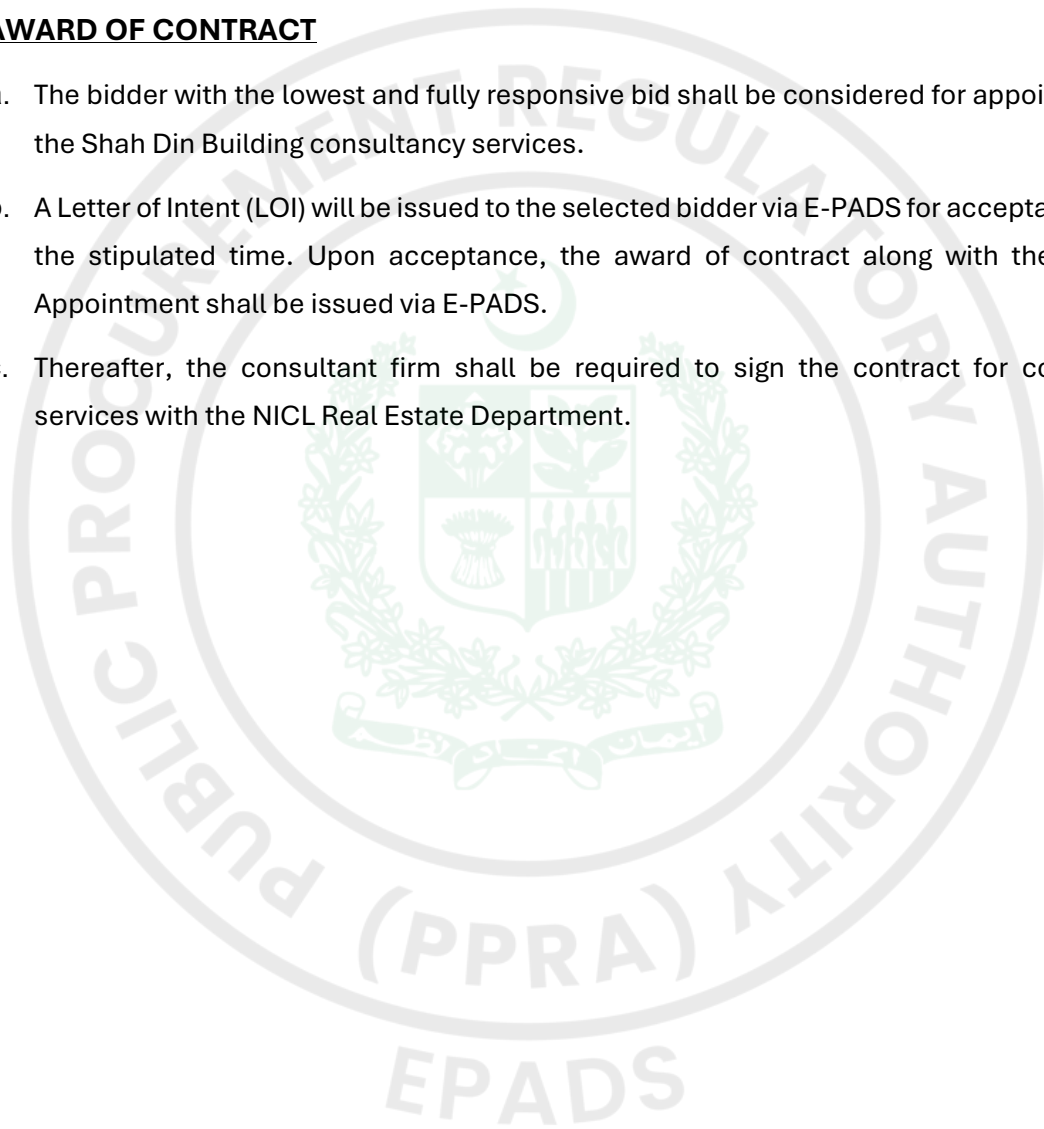 AWARD OF CONTRACT
a. The bidder with the lowest and fully responsive bid shall be considered for
the Shah Din Building consultancy services.
b. A Letter of Intent (LOI) will be issued to the selected bidder via E-PADS for
the stipulated time. Upon acceptance, the award of contract along with the
Appointment shall be issued via E-PADS.
Thereafter, the consultant firm shall be required to sign the contract for
services with the NICL Real Estate Department.
PUBLIC PROCUREMENT REGULATORY AUTHORITY
(PPRA)
EPADS